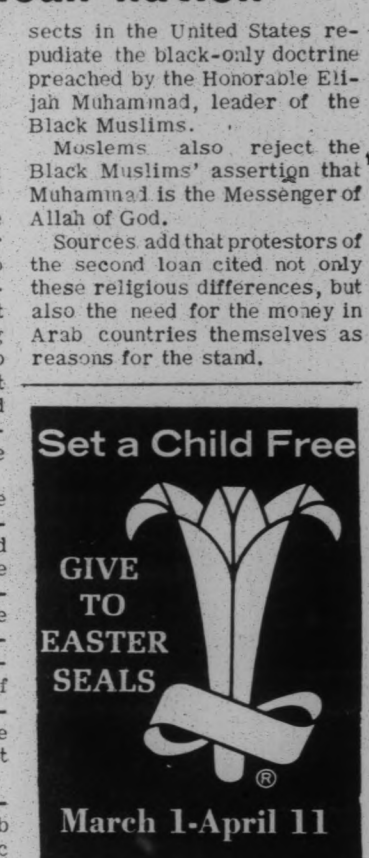 sects in the United States re-
pudiate the black-only doctrine
preached by the Honorable Eli-
jah Muhammad, leader of the
Black Muslims.
Moslems also reject the
Black Muslims' assertion that
Muhammad is the Messenger of
Allah of God.
Sources add that protestors of
the second loan cited not only
these religious differences, but
also the need for the money in
Arab countries themselves as
reasons for the stand.
Set a Child Free
GIVE
TO
EASTER
SEALS
®
March 1-April 11